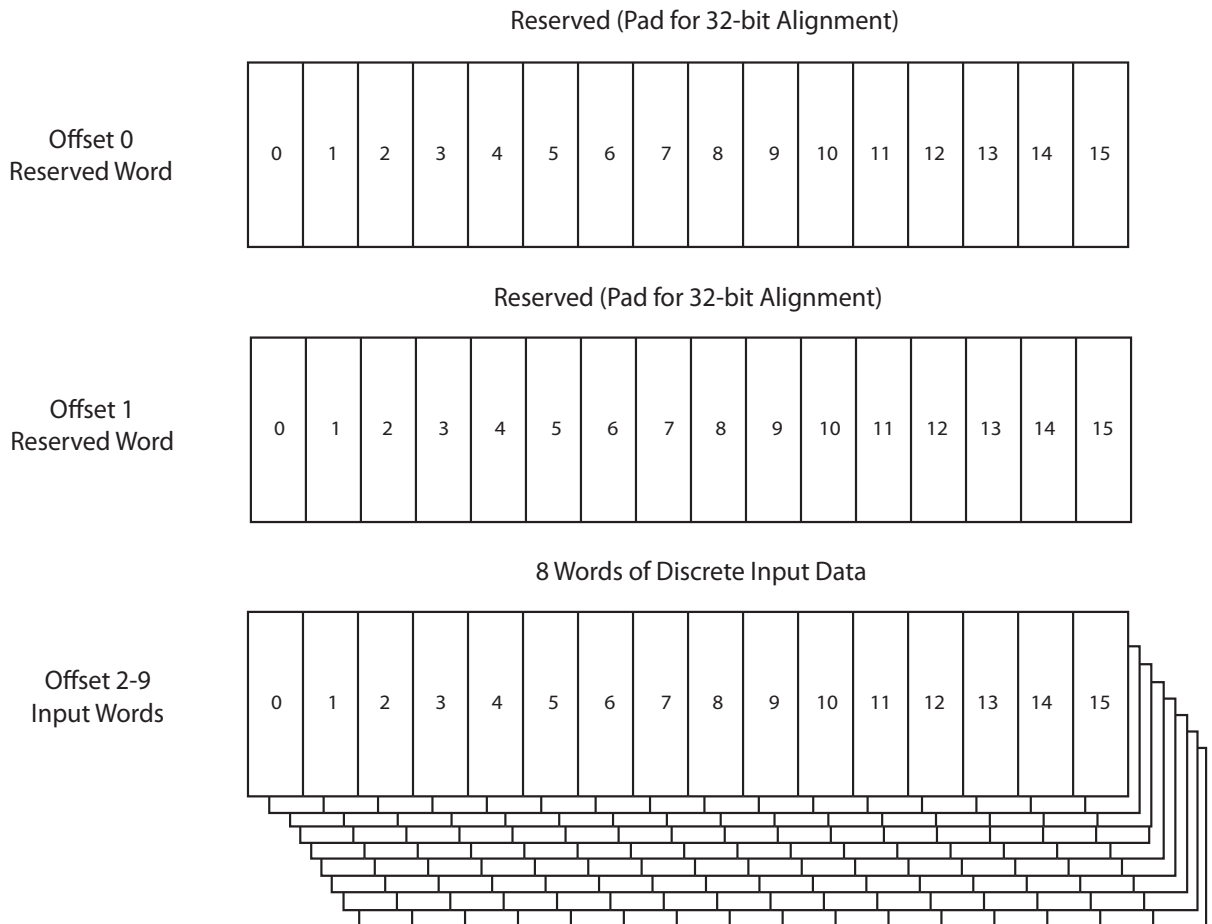 Reserved (Pad for 32-bit Alignment)
Offset 0
Reserved Word
0 1 2 3 4 5 6 7 8 9 10 11 12 13 14 15
Reserved (Pad for 32-bit Alignment)
Offset 1
Reserved Word
0 1 2 3 4 5 6 7 8 9 10 11 12 13 14 15
8 Words of Discrete Input Data
Offset 2-9
Input Words
0 1 2 3 4 5 6 7 8 9 10 11 12 13 14 15